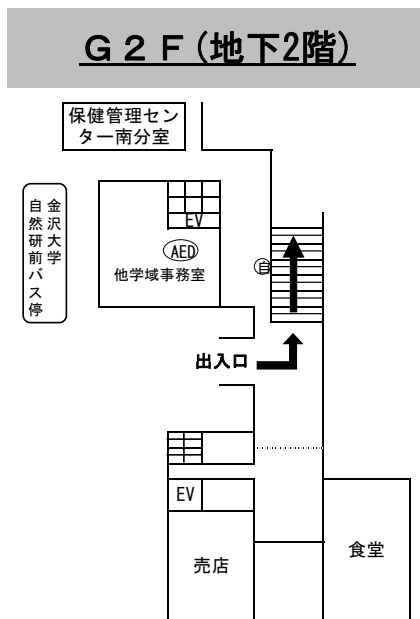 Ｇ２Ｆ(地下2階)
保健管理セン
ター南分室
金沢大学
自然研前バス停
EV
AED
他学域事務室
自
出入口
EV
売店
食堂